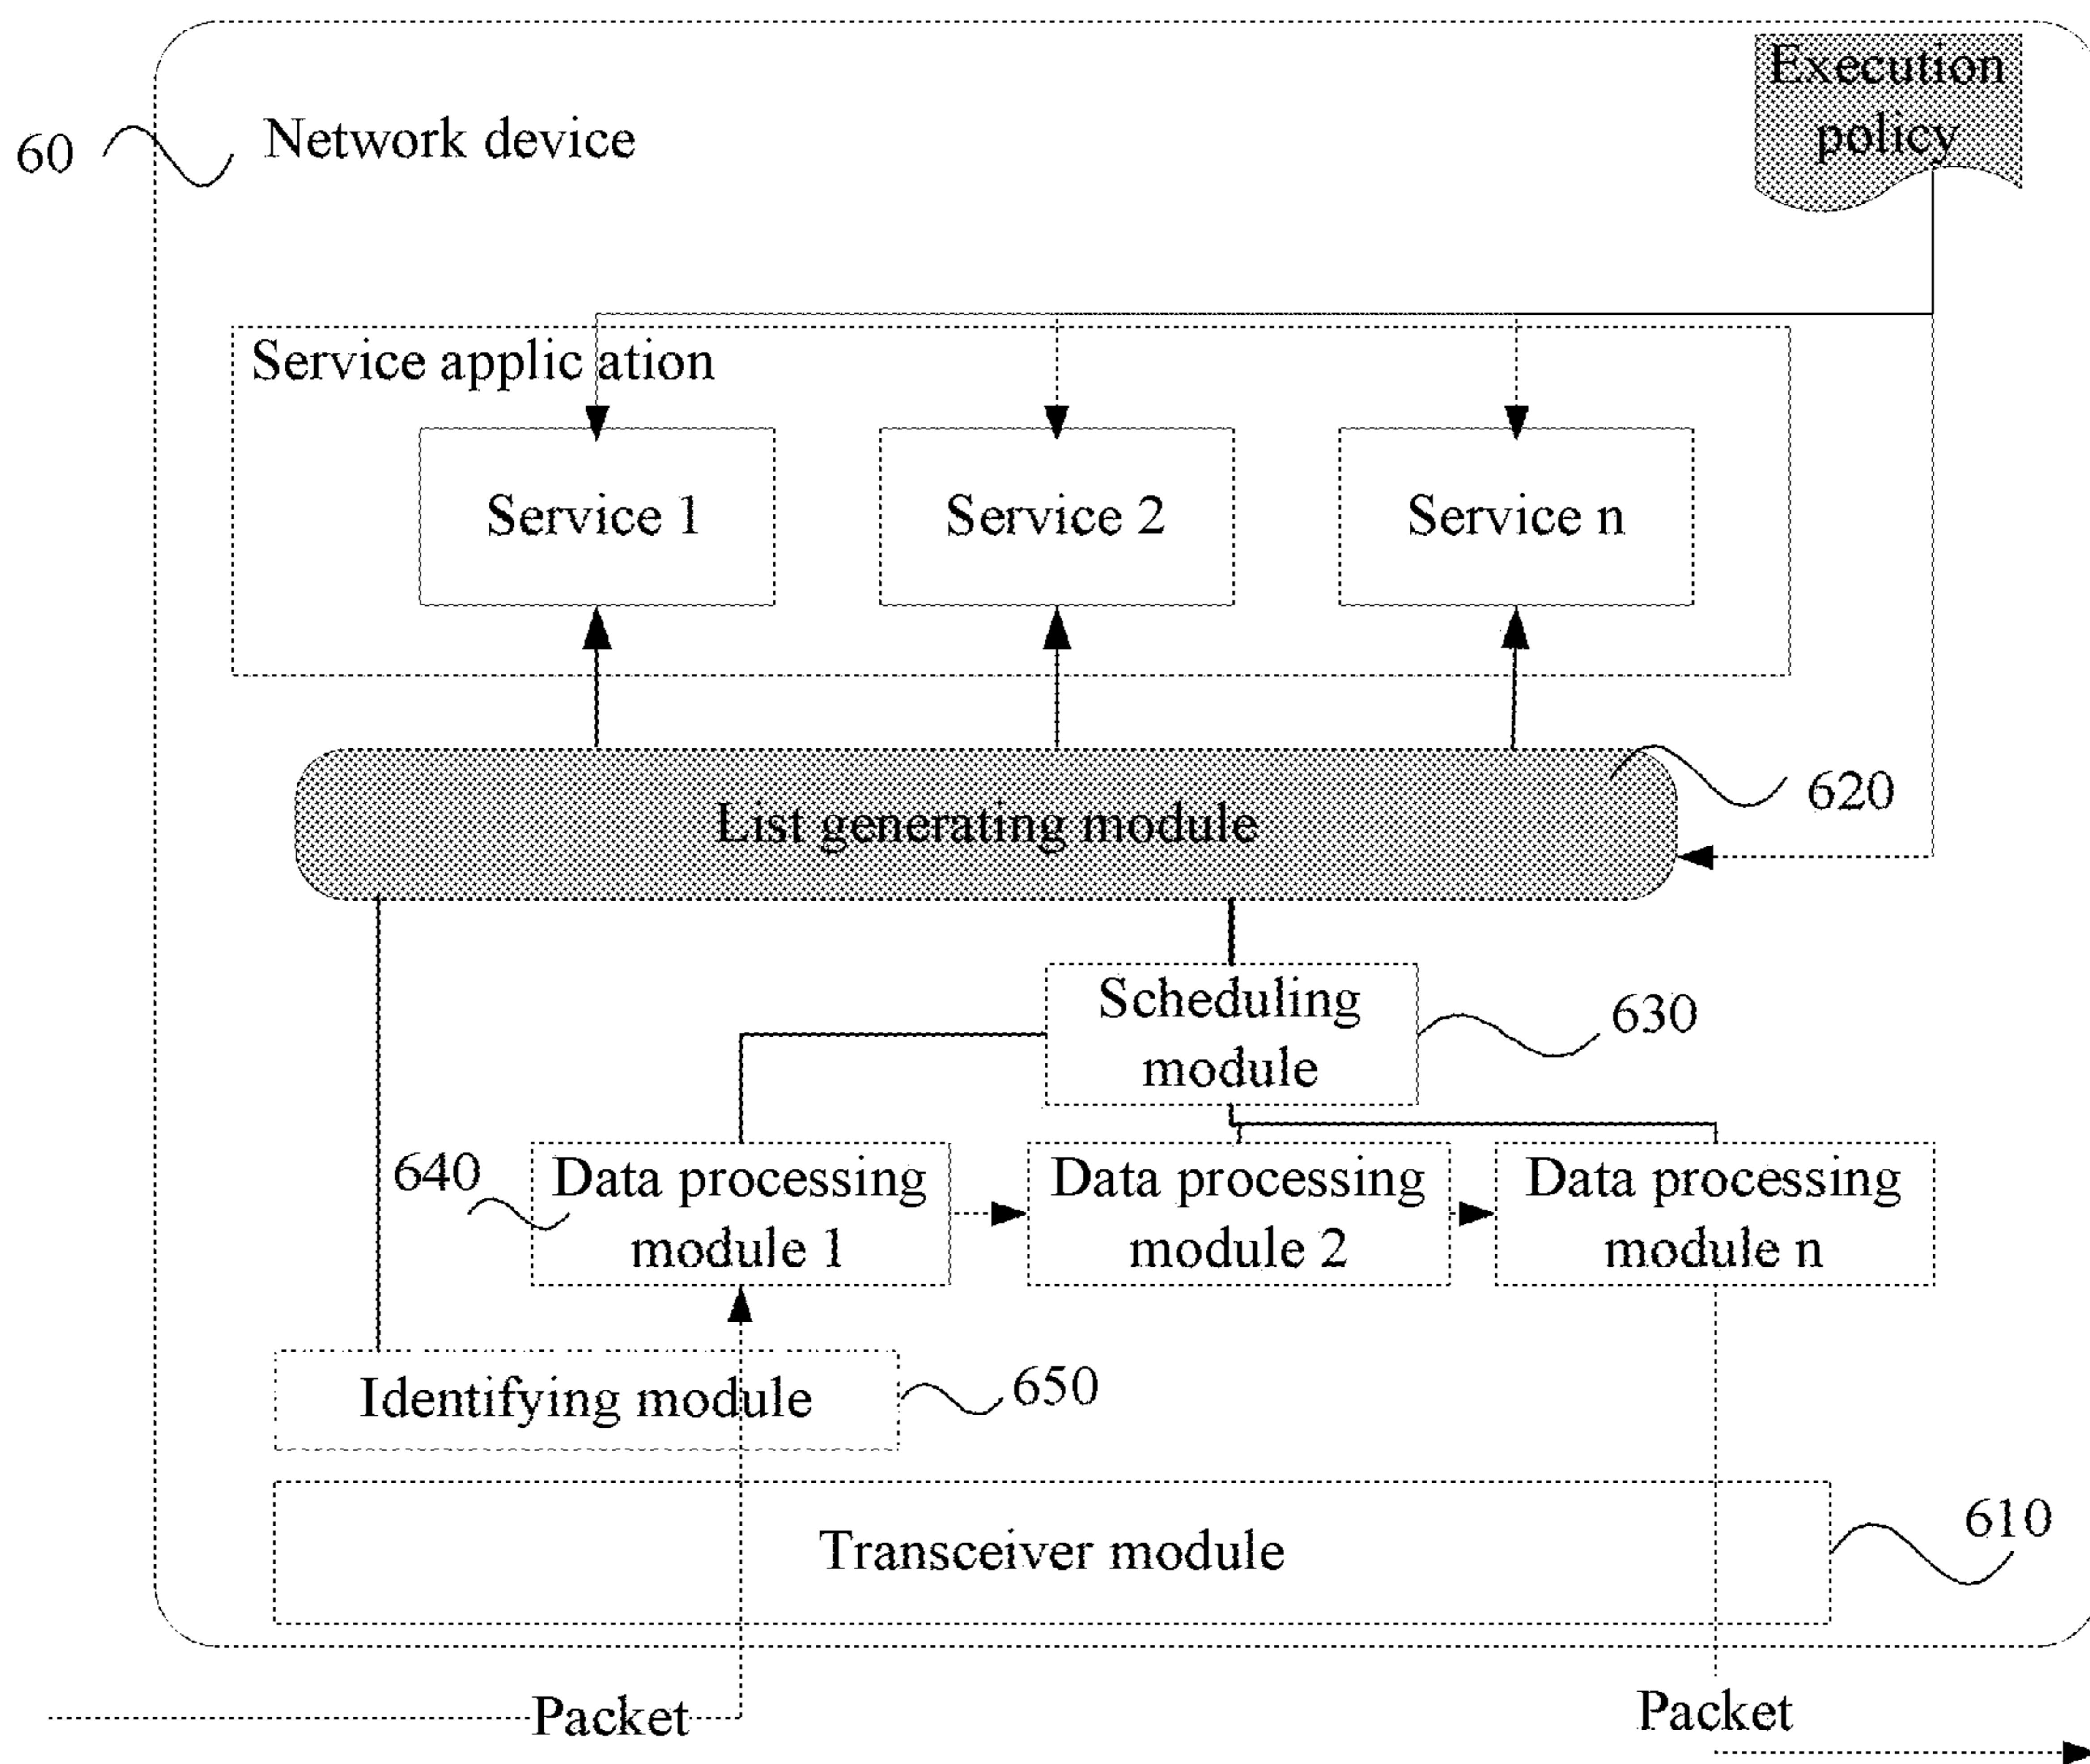 Execution
policy
60
Network device
Service application
Service 1
Service 2
Service n
List generating module
620
Scheduling
module
630
640
Data processing
module 1
Data processing
module 2
Data processing
module n
Identifying module
650
Transceiver module
610
Packet
Packet